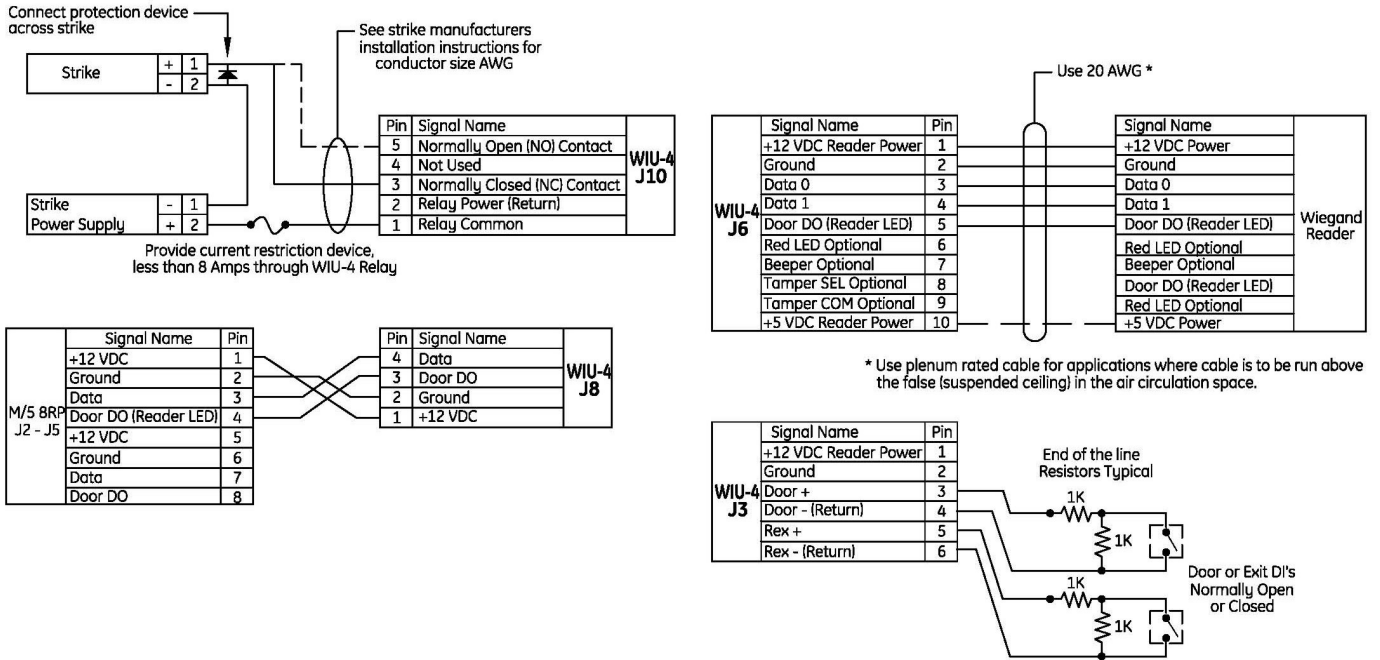 Connect protection device
across strike
Strike + 1
- 2
See strike manufacturers
installation instructions for
conductor size AWG
Pin Signal Name
5 Normally Open (NO) Contact
4 Not Used
3 Normally Closed (NC) Contact
2 Relay Power (Return)
1 Relay Common
WIU-4
J10
Strike
Power Supply
- 1
+ 2
Provide current restriction device,
less than 8 Amps through WIU-4 Relay
Use 20 AWG *
WIU-4
J6
Signal Name Pin
+12 VDC Reader Power 1
Ground 2
Data 0 3
Data 1 4
Door DO (Reader LED) 5
Red LED Optional 6
Beeper Optional 7
Tamper SEL Optional 8
Tamper COM Optional 9
+5 VDC Reader Power 10
Signal Name
+12 VDC Power
Ground
Data 0
Data 1
Door DO (Reader LED)
Red LED Optional
Beeper Optional
Door DO (Reader LED)
Red LED Optional
+5 VDC Power
Wiegand
Reader
* Use plenum rated cable for applications where cable is to be run above
the false (suspended ceiling) in the air circulation space.
M/5 8RP
J2 - J5
Signal Name Pin
+12 VDC 1
Ground 2
Data 3
Door DO (Reader LED) 4
+12 VDC 5
Ground 6
Data 7
Door DO 8
Pin Signal Name
4 Data
3 Door DO
2 Ground
1 +12 VDC
WIU-4
J8
WIU-4
J3
Signal Name Pin
+12 VDC Reader Power 1
Ground 2
Door + 3
Door - (Return) 4
Rex + 5
Rex - (Return) 6
End of the line
Resistors Typical
1K
1K
1K
1K
Door or Exit DI's
Normally Open
or Closed